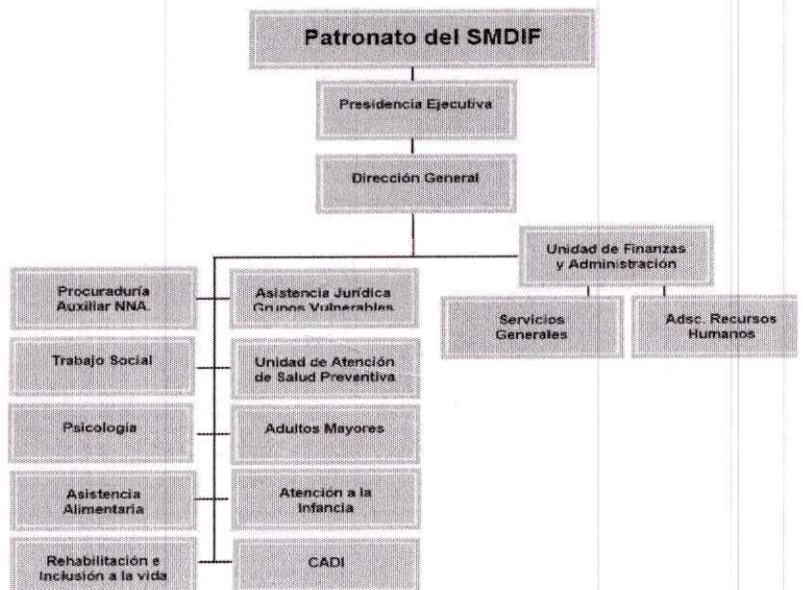 Patronato del SMDIF
Presidencia Ejecutiva
Dirección General
Unidad de Finanzas
y Administración
Procuraduría
Auxiliar NNA.
Asistencia Jurídica
Grupos Vulnerables
Servicios
Generales
Adsc. Recursos
Humanos
Trabajo Social
Unidad de Atención
de Salud Preventiva
Psicología
Adultos Mayores
Asistencia
Alimentaria
Atención a la
Infancia
Rehabilitación e
Inclusión a la vida
CADI